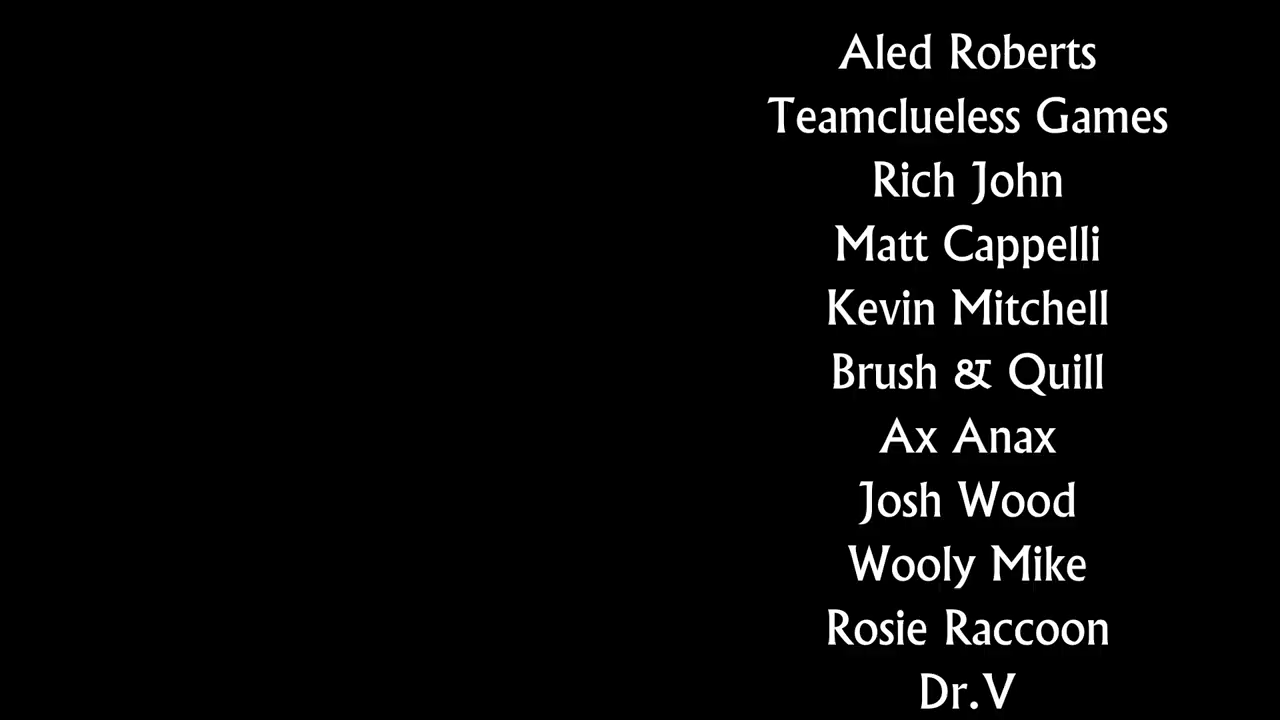 Aled Roberts
Teamclueless Games
Rich John
Matt Cappelli
Kevin Mitchell
Brush & Quill
Ax Anax
Josh Wood
Wooly Mike
Rosie Raccoon
Dr.V